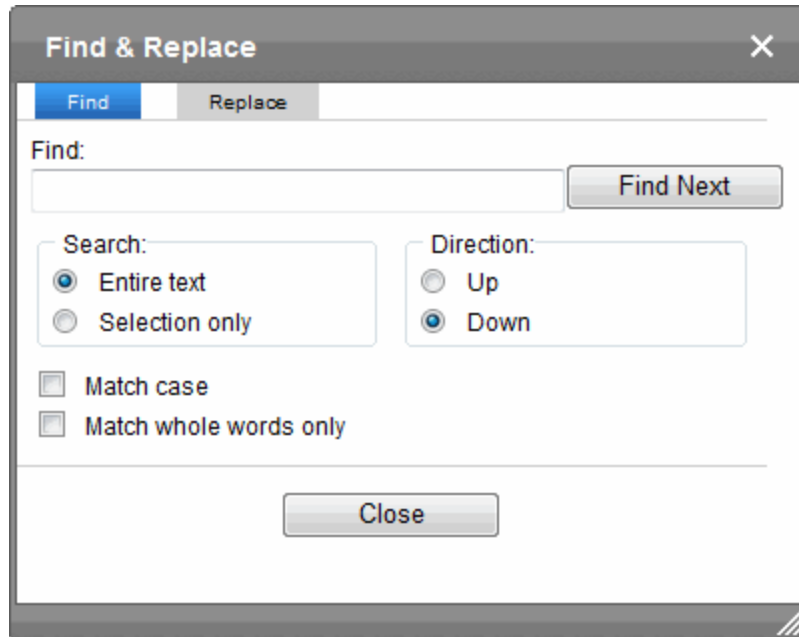 Find & Replace
Find Replace
Find:
Find Next
Search: Direction:
Entire text Up
Selection only Down
Match case
Match whole words only
Close